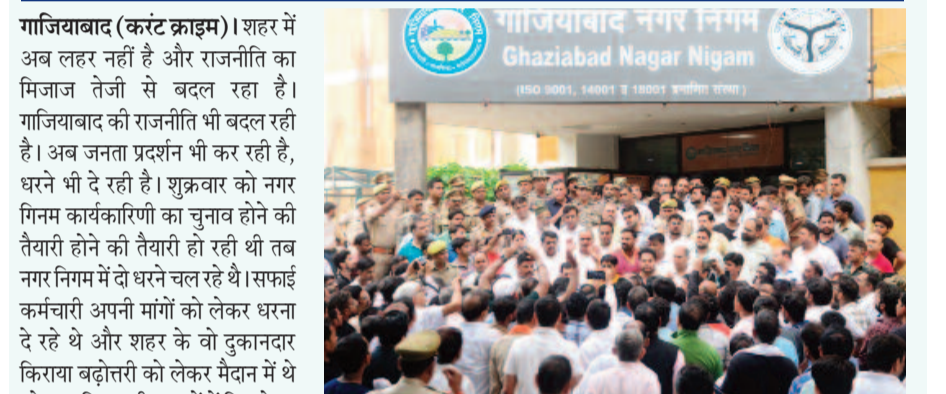 गाजियाबाद (करंट क्राइम)। शहर में
अब लहर नहीं है और राजनीति का
मिजाज तेजी से बदल रहा है।
गाजियाबाद की राजनीति भी बदल रही
है। अब जनता प्रदर्शन भी कर रही है,
धरने भी दे रही है। शुक्रवार को नगर
गिनम कार्यकारिणी का चुनाव होने की
तैयारी होने की तैयारी हो रही थी तब
नगर निगम में दो धरने चल रहे थै। सफाई
कर्मचारी अपनी मांगों को लेकर धरना
दे रहे थे और शहर के वो दुकानदार
किराया बढ़ोत्तरी को लेकर मैदान में थे
गाजियाबाद नगर निगम
Ghaziabad Nagar Nigam
(ISO 9001, 14001 व 18001 प्रमाणित संस्था)